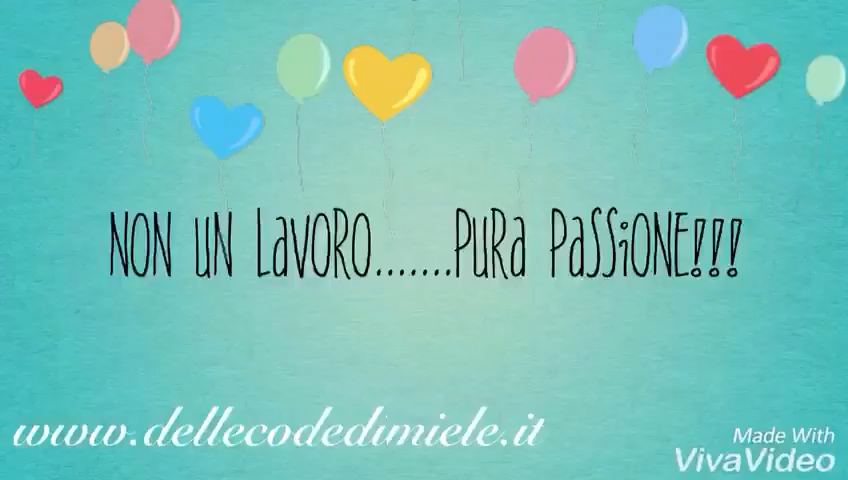 NON UN LAVORO.......PURA PASSIONE!!!
www.dellecodedimiele.it
Made With
VivaVideo